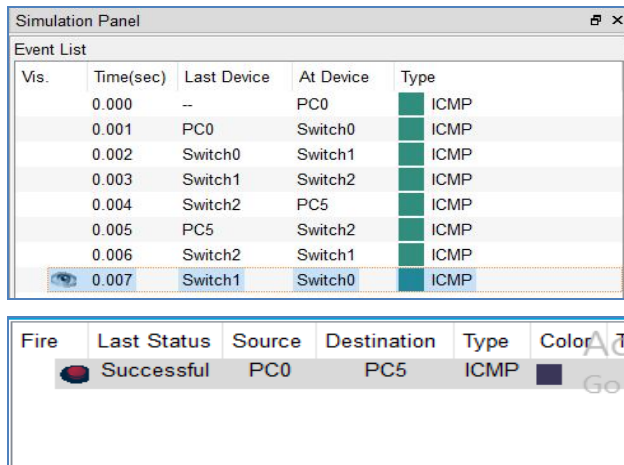 Simulation Panel
Event List
Vis. Time(sec) Last Device At Device Type
0.000 -- PC0 ICMP
0.001 PC0 Switch0 ICMP
0.002 Switch0 Switch1 ICMP
0.003 Switch1 Switch2 ICMP
0.004 Switch2 PC5 ICMP
0.005 PC5 Switch2 ICMP
0.006 Switch2 Switch1 ICMP
0.007 Switch1 Switch0 ICMP
Fire Last Status Source Destination Type Color
Successful PC0 PC5 ICMP
Go